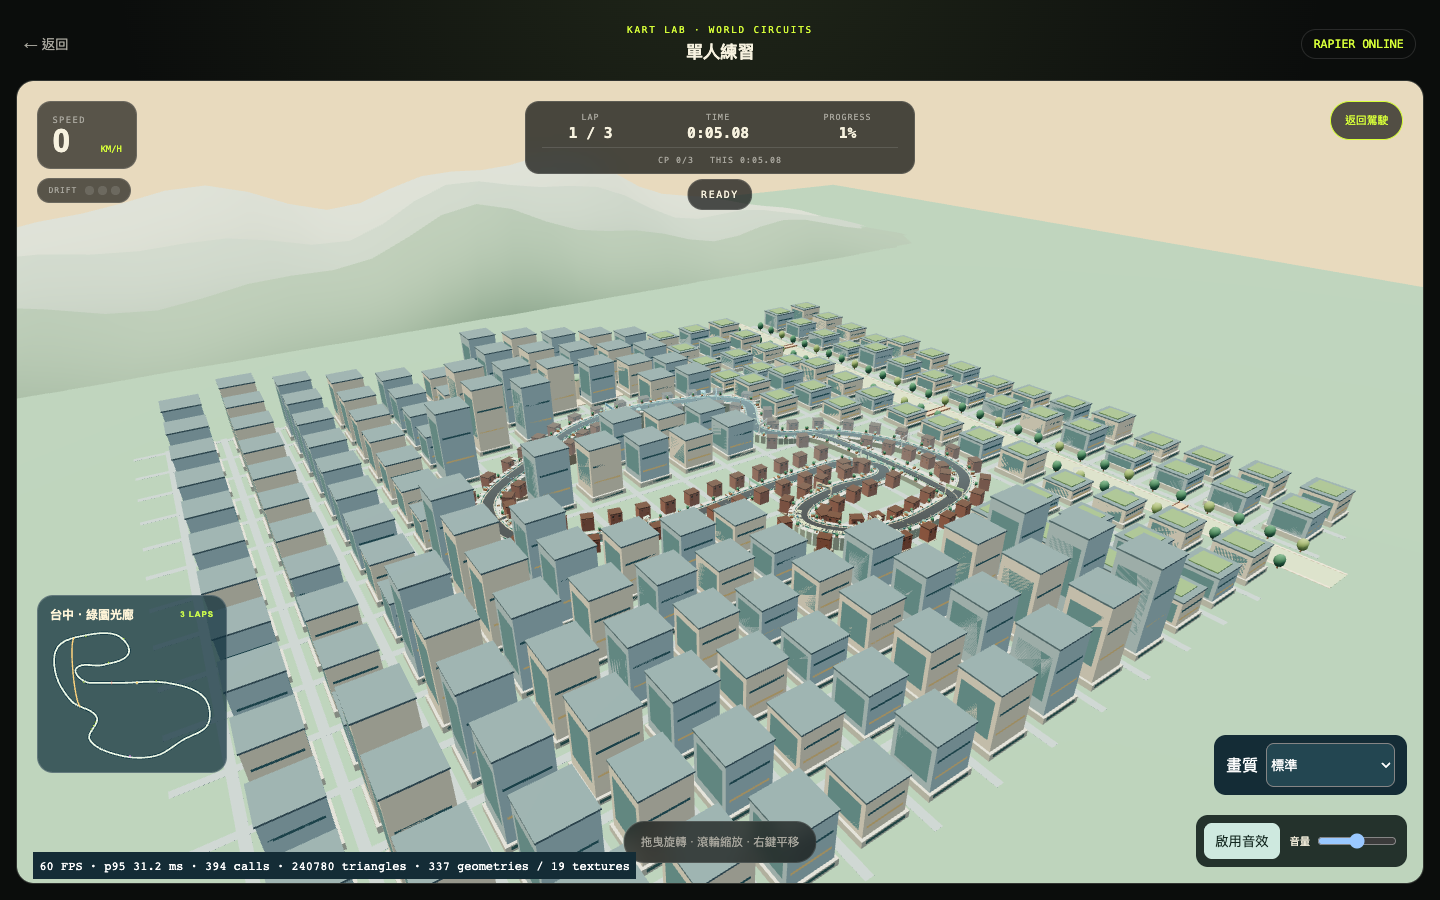 ← 返回
KART LAB · WORLD CIRCUITS
單人練習
RAPIER ONLINE
SPEED
0 KM/H
DRIFT
LAP TIME PROGRESS
1 / 3 0:05.08 1%
CP 0/3 THIS 0:05.08
READY
返回駕駛
台中 · 綠園光廊 3 LAPS
畫質 標準
啟用音效 音量
拖曳旋轉 · 滾輪縮放 · 右鍵平移
60 FPS · p95 31.2 ms · 394 calls · 240780 triangles · 337 geometries / 19 textures